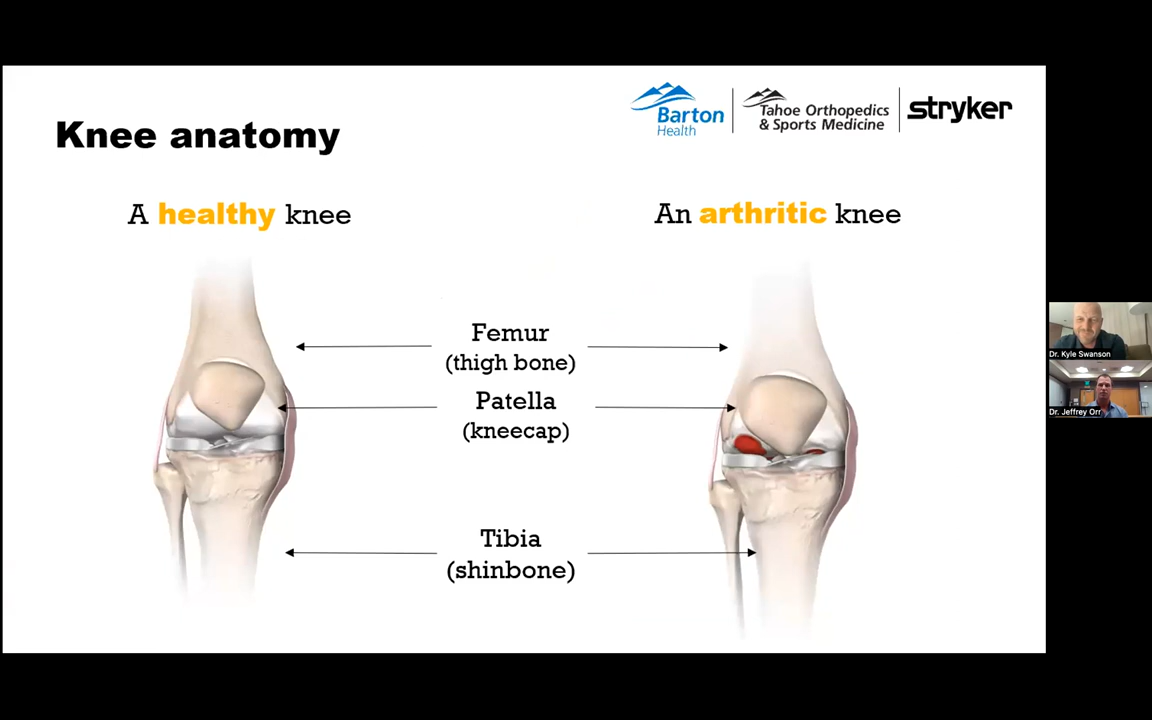 Barton
Health
Tahoe Orthopedics
& Sports Medicine
stryker
Knee anatomy
A healthy knee
An arthritic knee
Femur
(thigh bone)
Patella
(kneecap)
Tibia
(shinbone)
Dr. Kyle Swanson
Dr. Jeffrey Orr